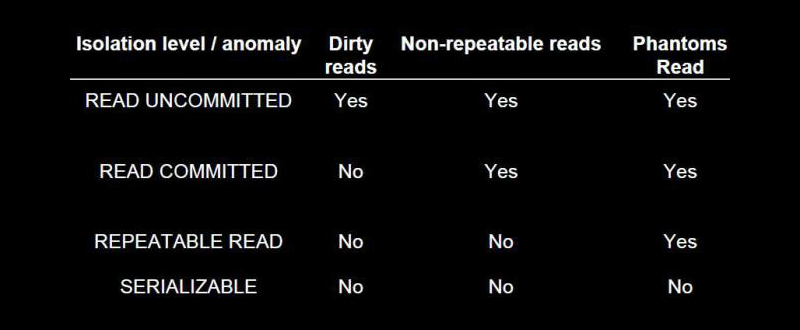 Isolation level / anomaly Dirty reads Non-repeatable reads Phantoms Read
READ UNCOMMITTED Yes Yes Yes
READ COMMITTED No Yes Yes
REPEATABLE READ No No Yes
SERIALIZABLE No No No